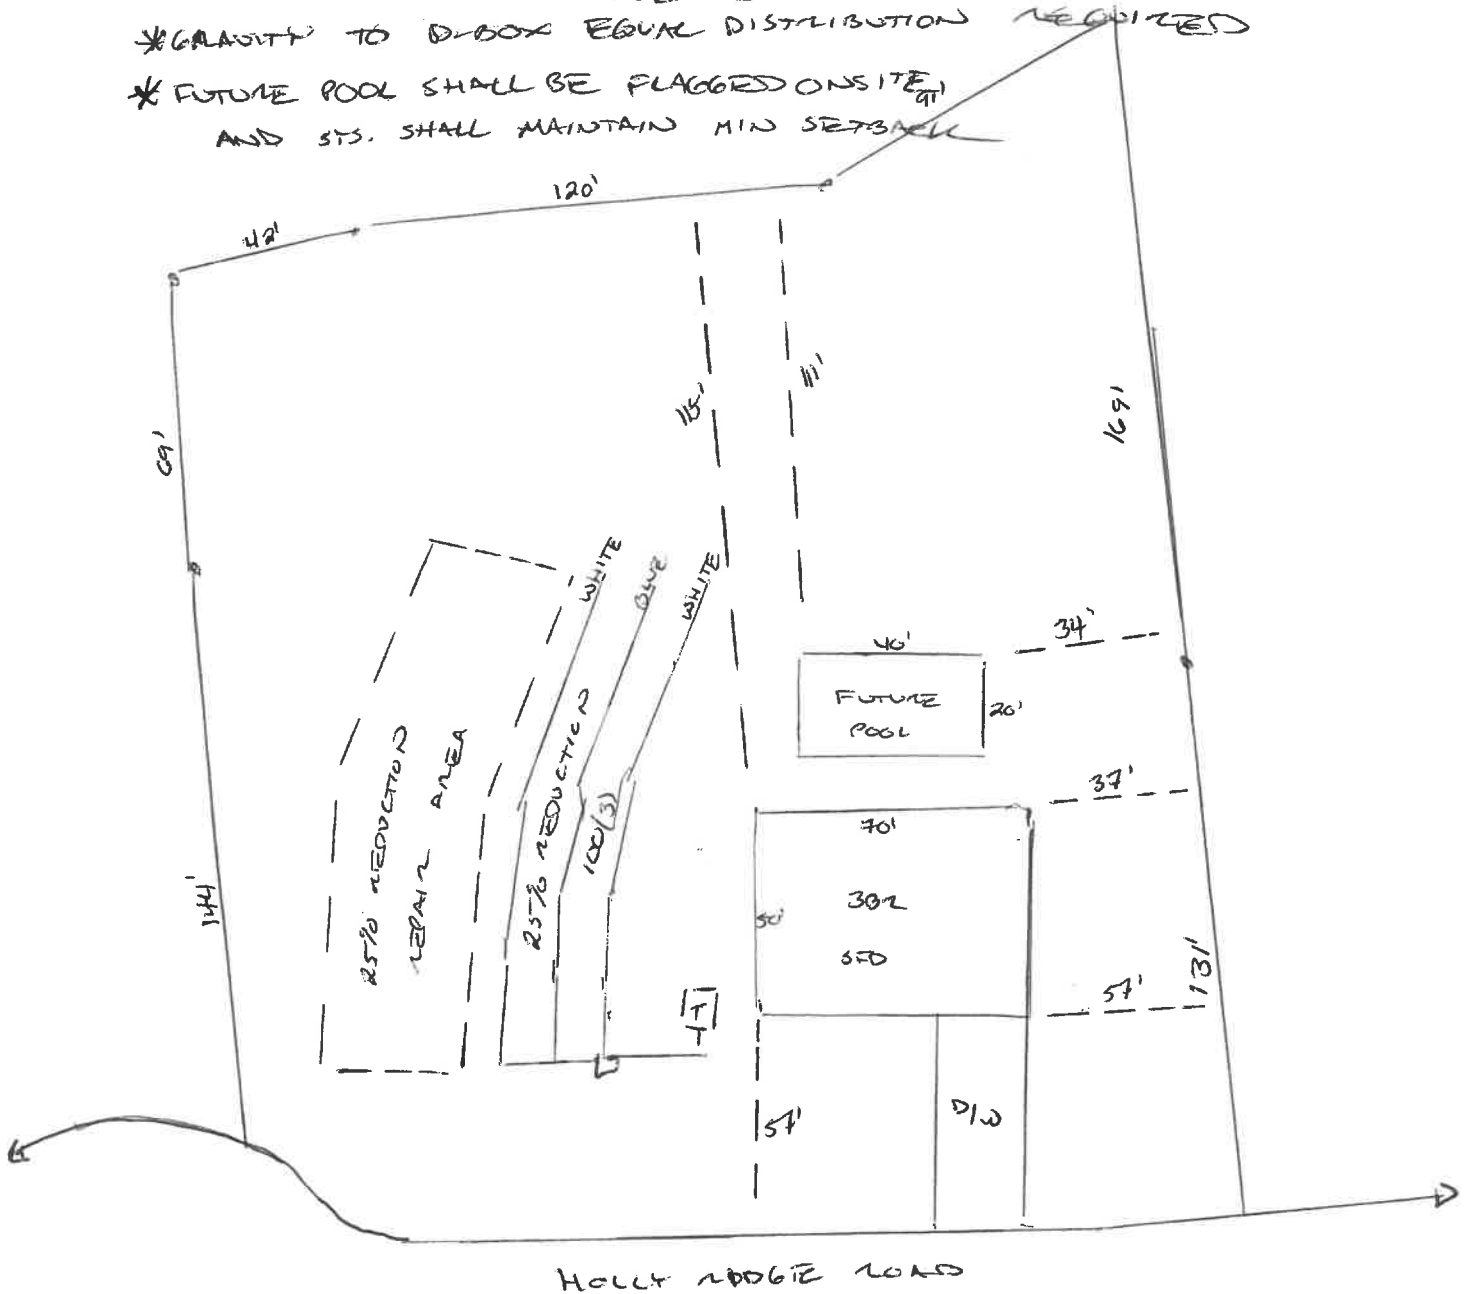 *GRAVITY TO D-BOX EQUAL DISTRIBUTION REQUIRED
* FUTURE POOL SHALL BE FLAGGED ONSITE
AND SYS. SHALL MAINTAIN MIN SETBACK
91'
120'
42'
115'
111'
169'
69'
WHITE
BLUE
WHITE
34'
40'
FUTURE
POOL
20'
37'
25% REDUCTION
REPAIR AREA
25% REDUCTION
100(3)
70'
50'
3BR
SFD
144'
T
57'
131'
57'
D/W
HOLLY RIDGE ROAD